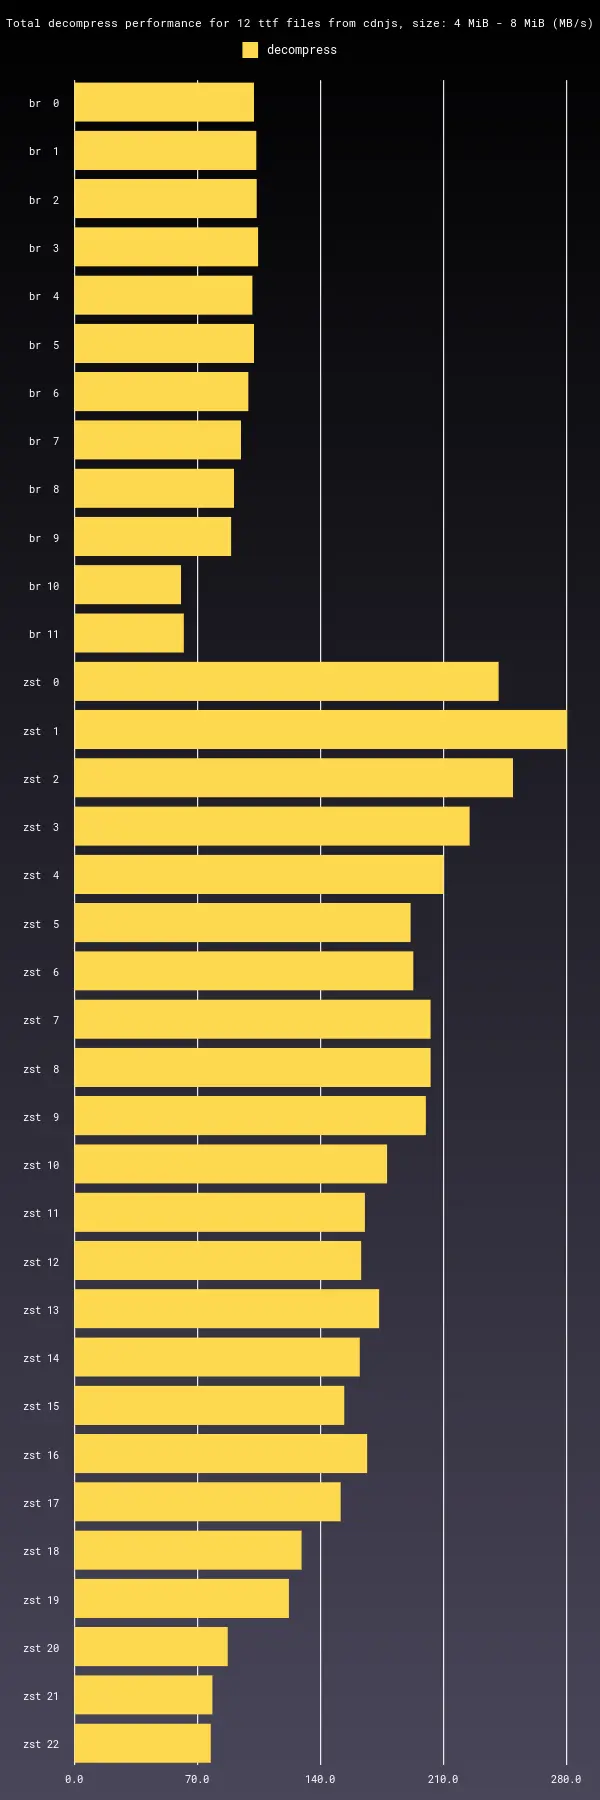 Total decompress performance for 12 ttf files from cdnjs, size: 4 MiB - 8 MiB (MB/s)
decompress
br 0
br 1
br 2
br 3
br 4
br 5
br 6
br 7
br 8
br 9
br 10
br 11
zst 0
zst 1
zst 2
zst 3
zst 4
zst 5
zst 6
zst 7
zst 8
zst 9
zst 10
zst 11
zst 12
zst 13
zst 14
zst 15
zst 16
zst 17
zst 18
zst 19
zst 20
zst 21
zst 22
0.0 70.0 140.0 210.0 280.0